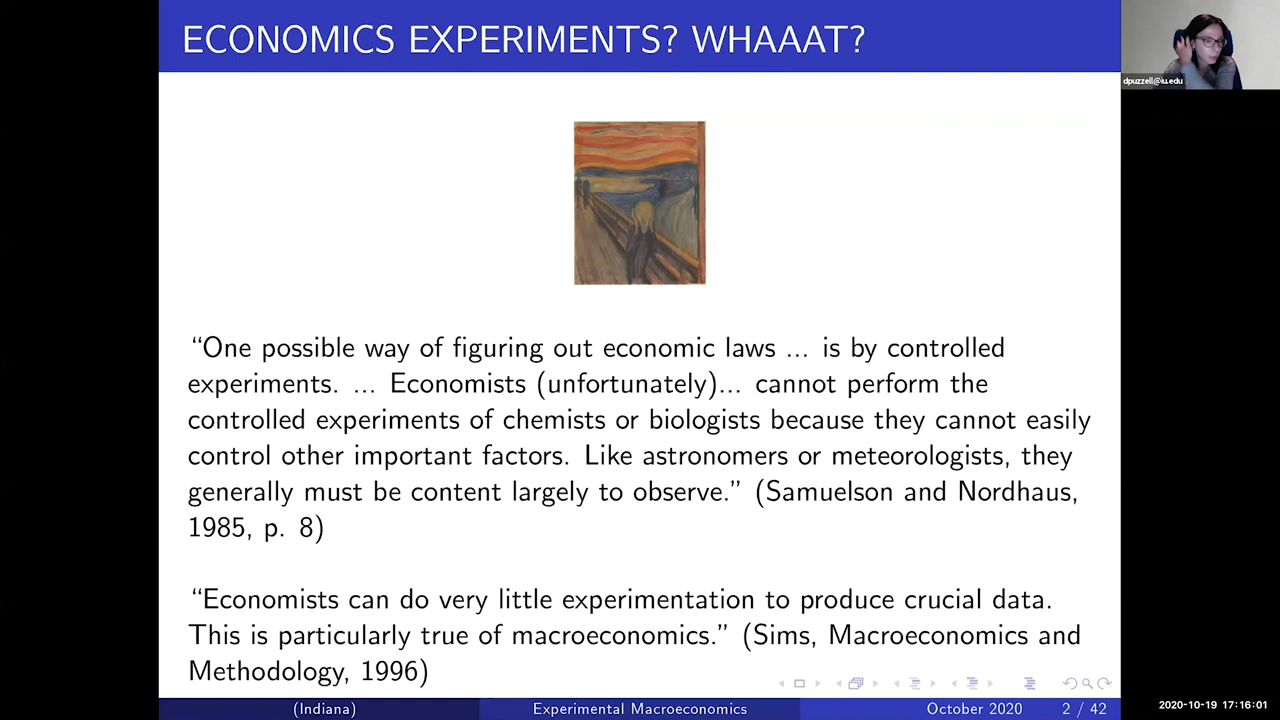 ECONOMICS EXPERIMENTS? WHAAAT?
dpuzzell@iu.edu
“One possible way of figuring out economic laws ... is by controlled
experiments. ... Economists (unfortunately)... cannot perform the
controlled experiments of chemists or biologists because they cannot easily
control other important factors. Like astronomers or meteorologists, they
generally must be content largely to observe.” (Samuelson and Nordhaus,
1985, p. 8)
“Economists can do very little experimentation to produce crucial data.
This is particularly true of macroeconomics.” (Sims, Macroeconomics and
Methodology, 1996)
(Indiana) Experimental Macroeconomics October 2020 2 / 42
2020-10-19 17:16:01